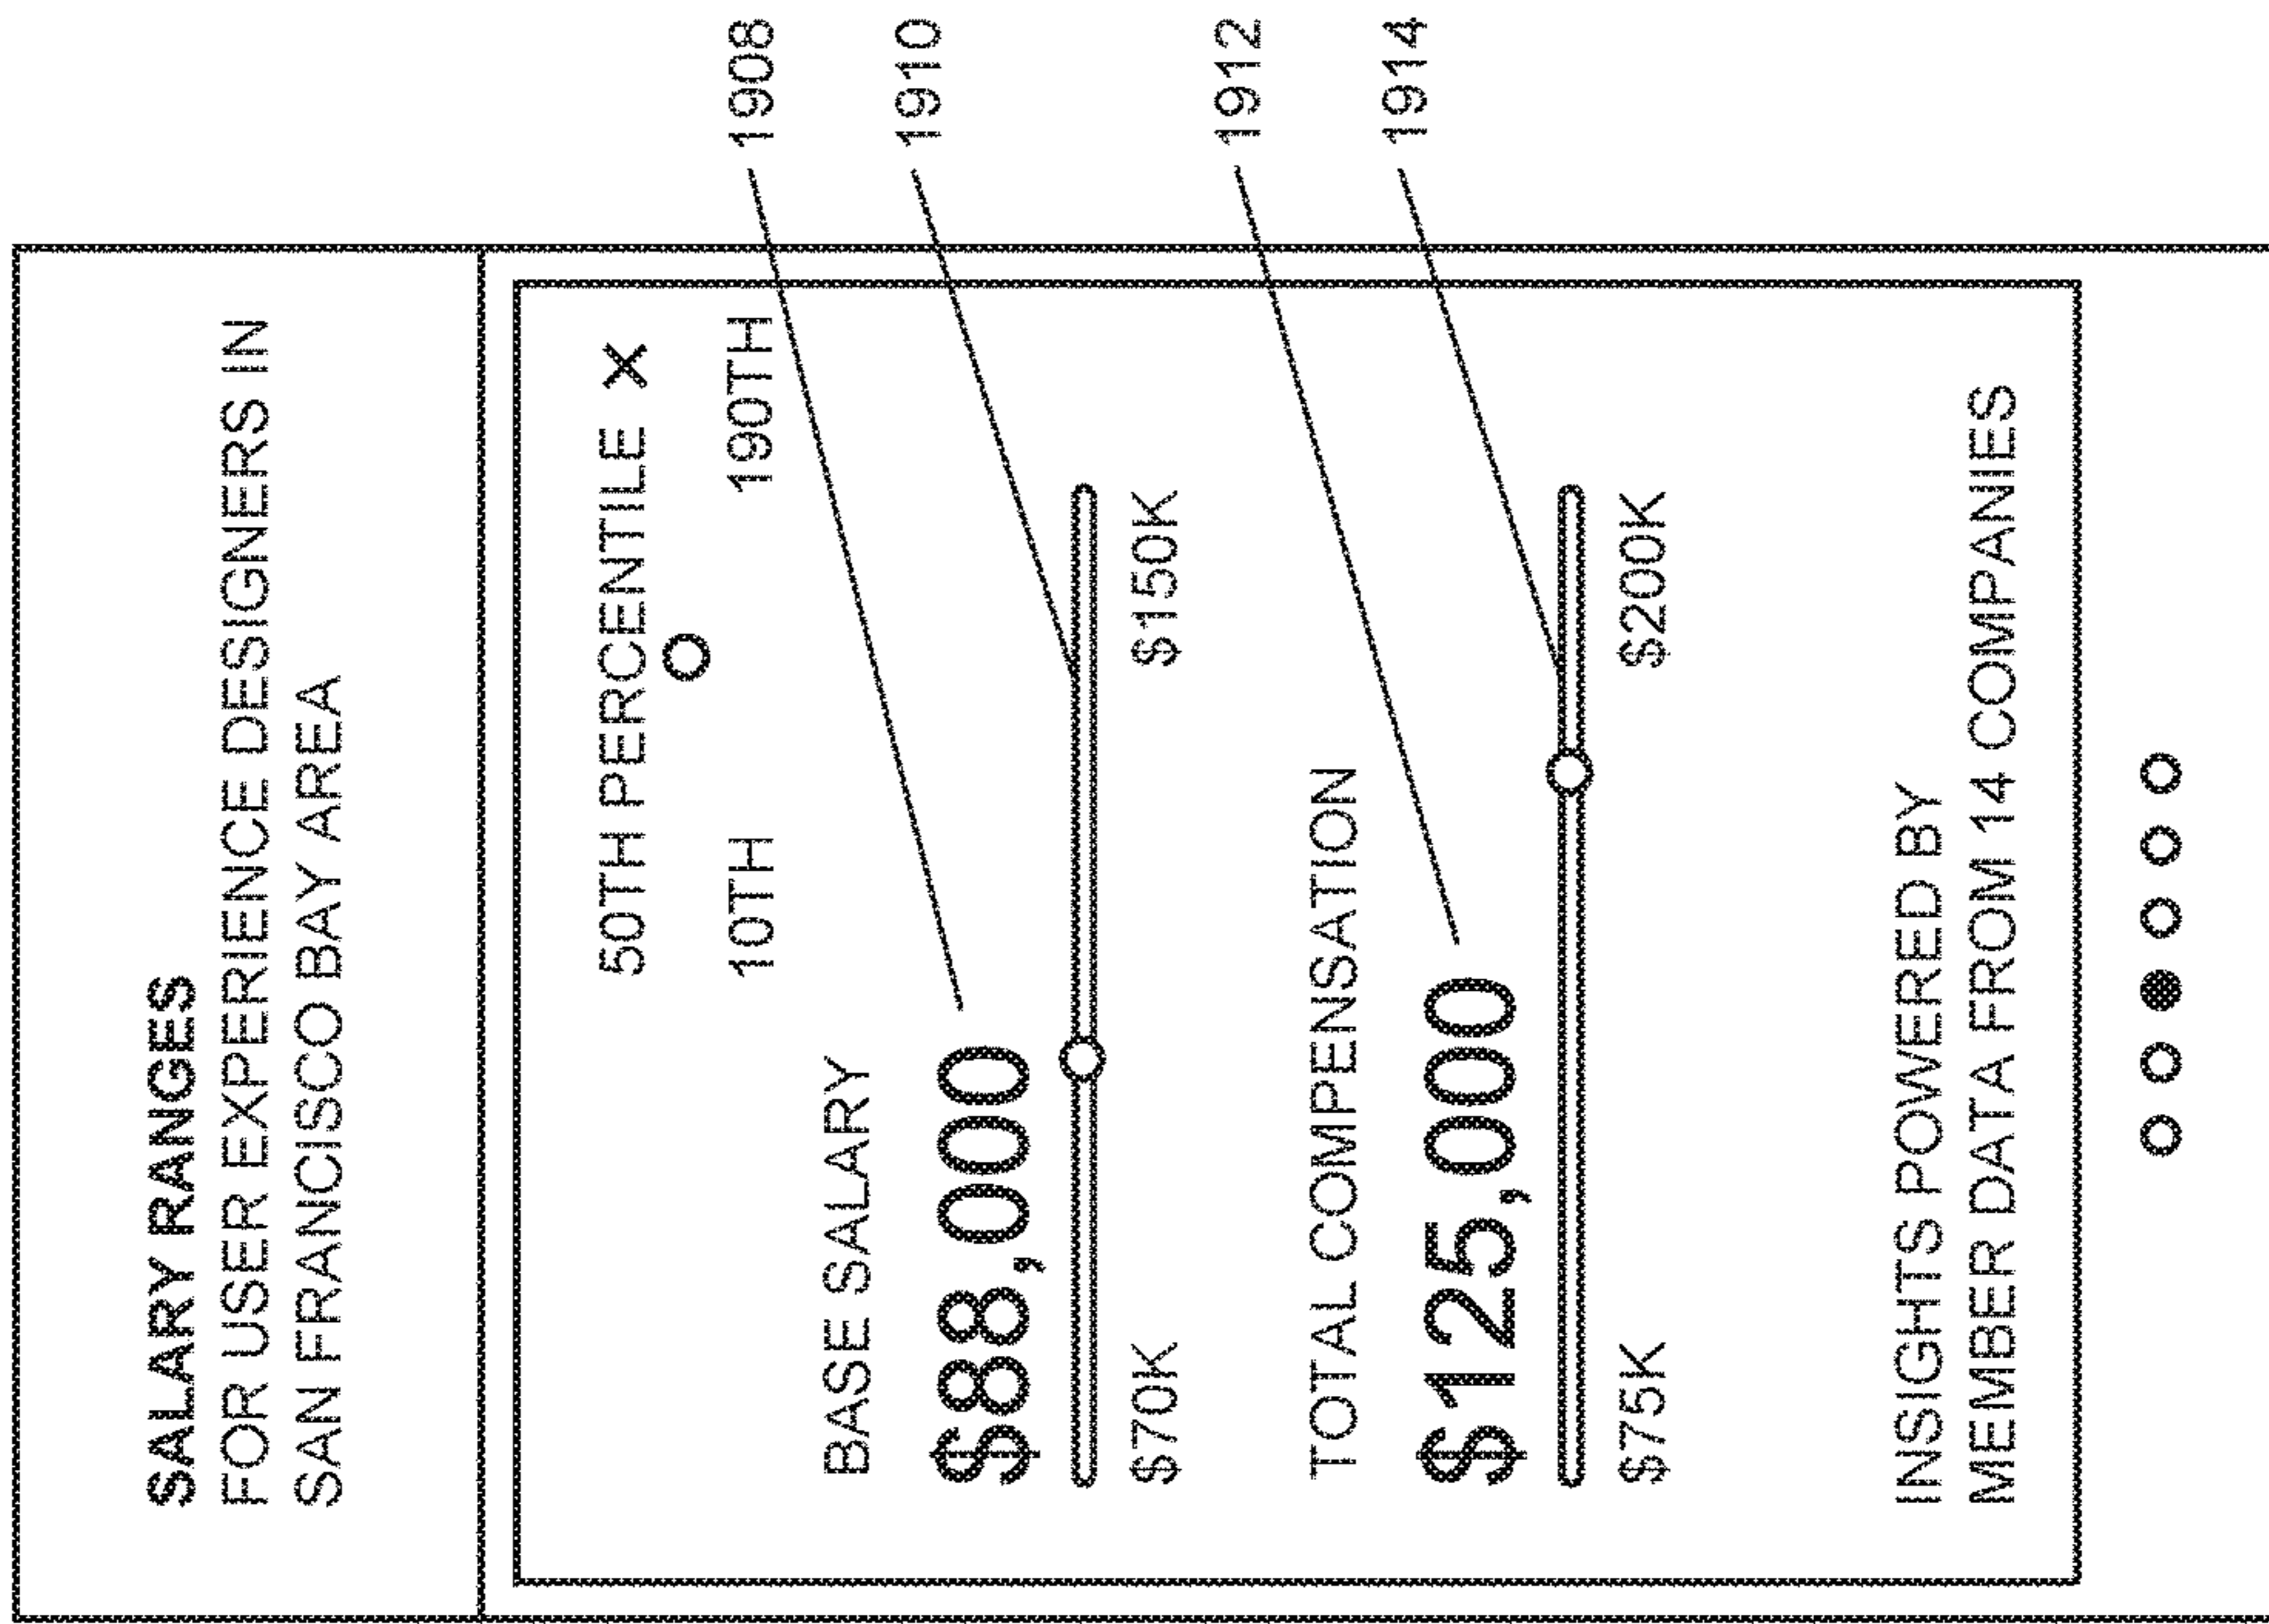 SALARY RANGES
FOR USER EXPERIENCE DESIGNERS IN
SAN FRANCISCO BAY AREA
50TH PERCENTILE X
10TH 190TH
1908
BASE SALARY
$88,000
1910
$70K $150K
1912
TOTAL COMPENSATION
$125,000
1914
$75K $200K
INSIGHTS POWERED BY
MEMBER DATA FROM 14 COMPANIES